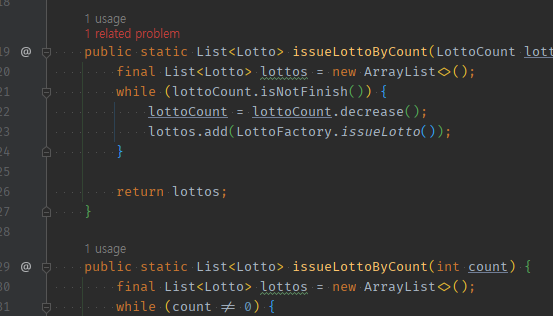 18
1 usage
1 related problem
19 @ public static List<Lotto> issueLottoByCount(LottoCount lott
20 final List<Lotto> lottos = new ArrayList<>();
21 while (lottoCount.isNotFinish()) {
22 lottoCount = lottoCount.decrease();
23 lottos.add(LottoFactory.issueLotto());
24 }
25
26 return lottos;
27 }
28
1 usage
29 @ public static List<Lotto> issueLottoByCount(int count) {
30 final List<Lotto> lottos = new ArrayList<>();
31 while (count ≠ 0) {